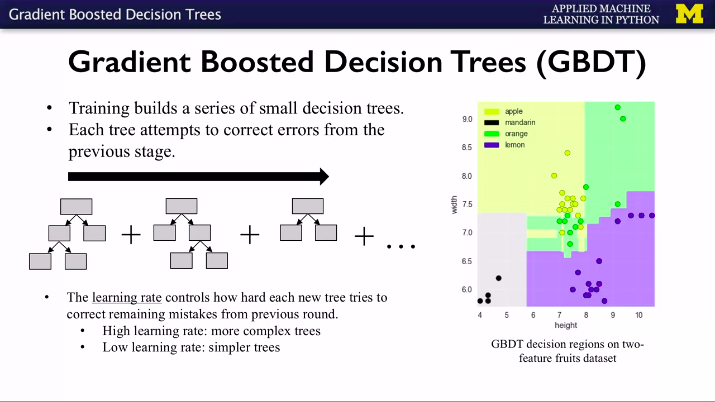 Gradient Boosted Decision Trees
APPLIED MACHINE
LEARNING IN PYTHON
M
Gradient Boosted Decision Trees (GBDT)
• Training builds a series of small decision trees.
• Each tree attempts to correct errors from the
previous stage.
+ + + ...
• The learning rate controls how hard each new tree tries to
correct remaining mistakes from previous round.
• High learning rate: more complex trees
• Low learning rate: simpler trees
apple
mandarin
orange
lemon
9.0
8.5
8.0
7.5
7.0
6.5
6.0
width
4 5 6 7 8 9 10
height
GBDT decision regions on two-
feature fruits dataset